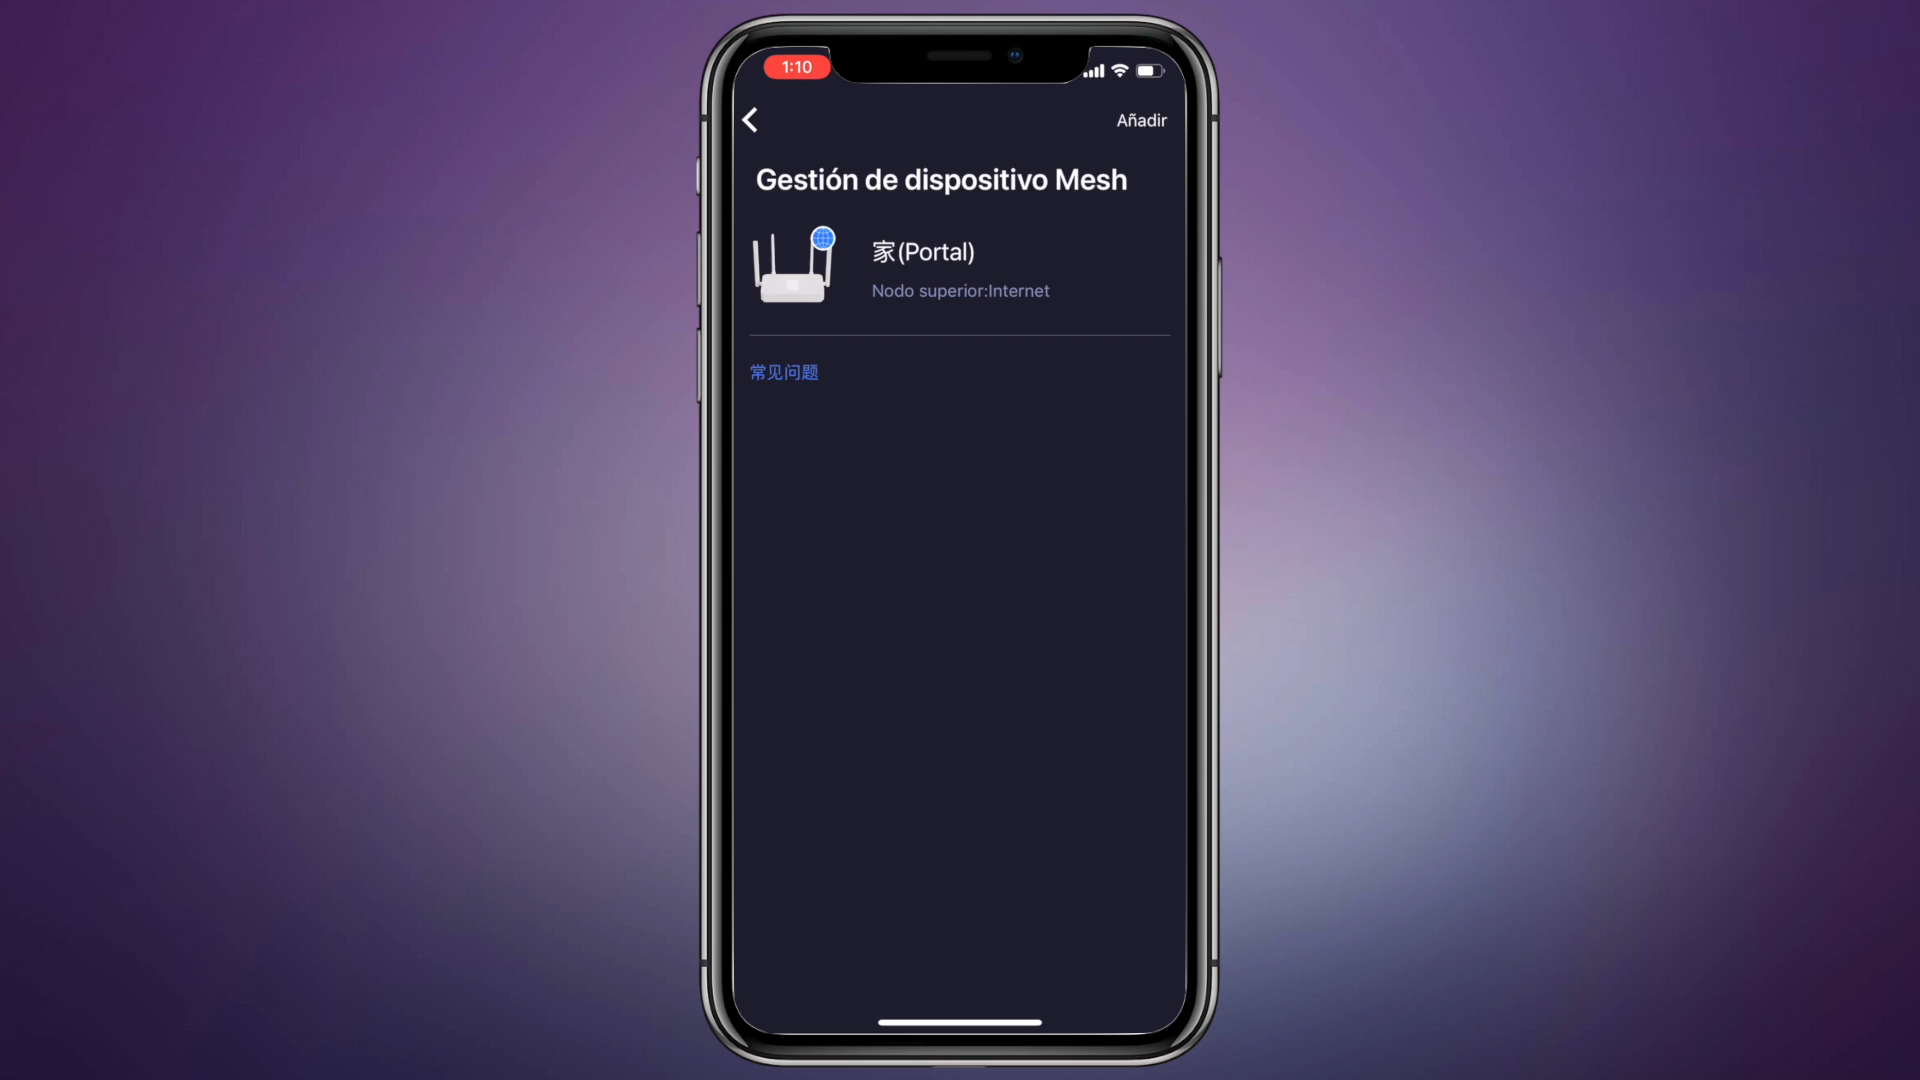 1:10
Añadir
Gestión de dispositivo Mesh
家(Portal)
Nodo superior:Internet
常见问题